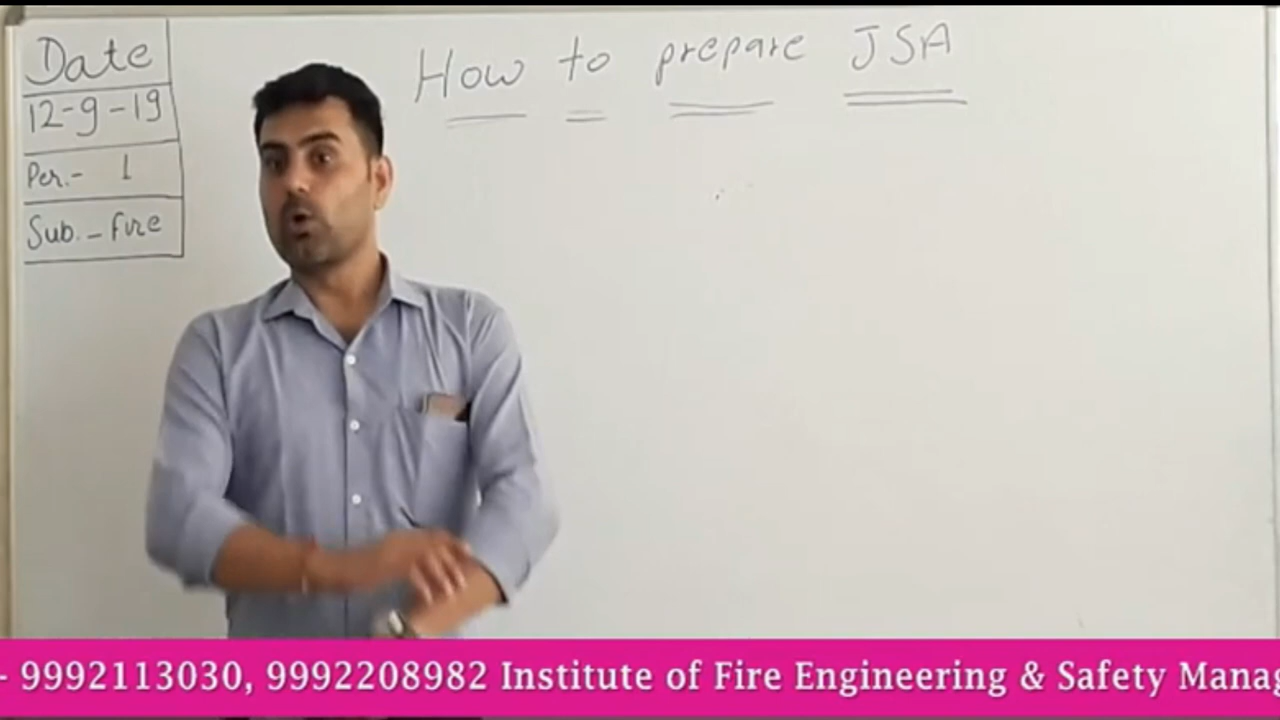 Date
12-9-19
Per.- 1
Sub.- Fire
How to prepare JSA
- 9992113030, 9992208982 Institute of Fire Engineering & Safety Manag